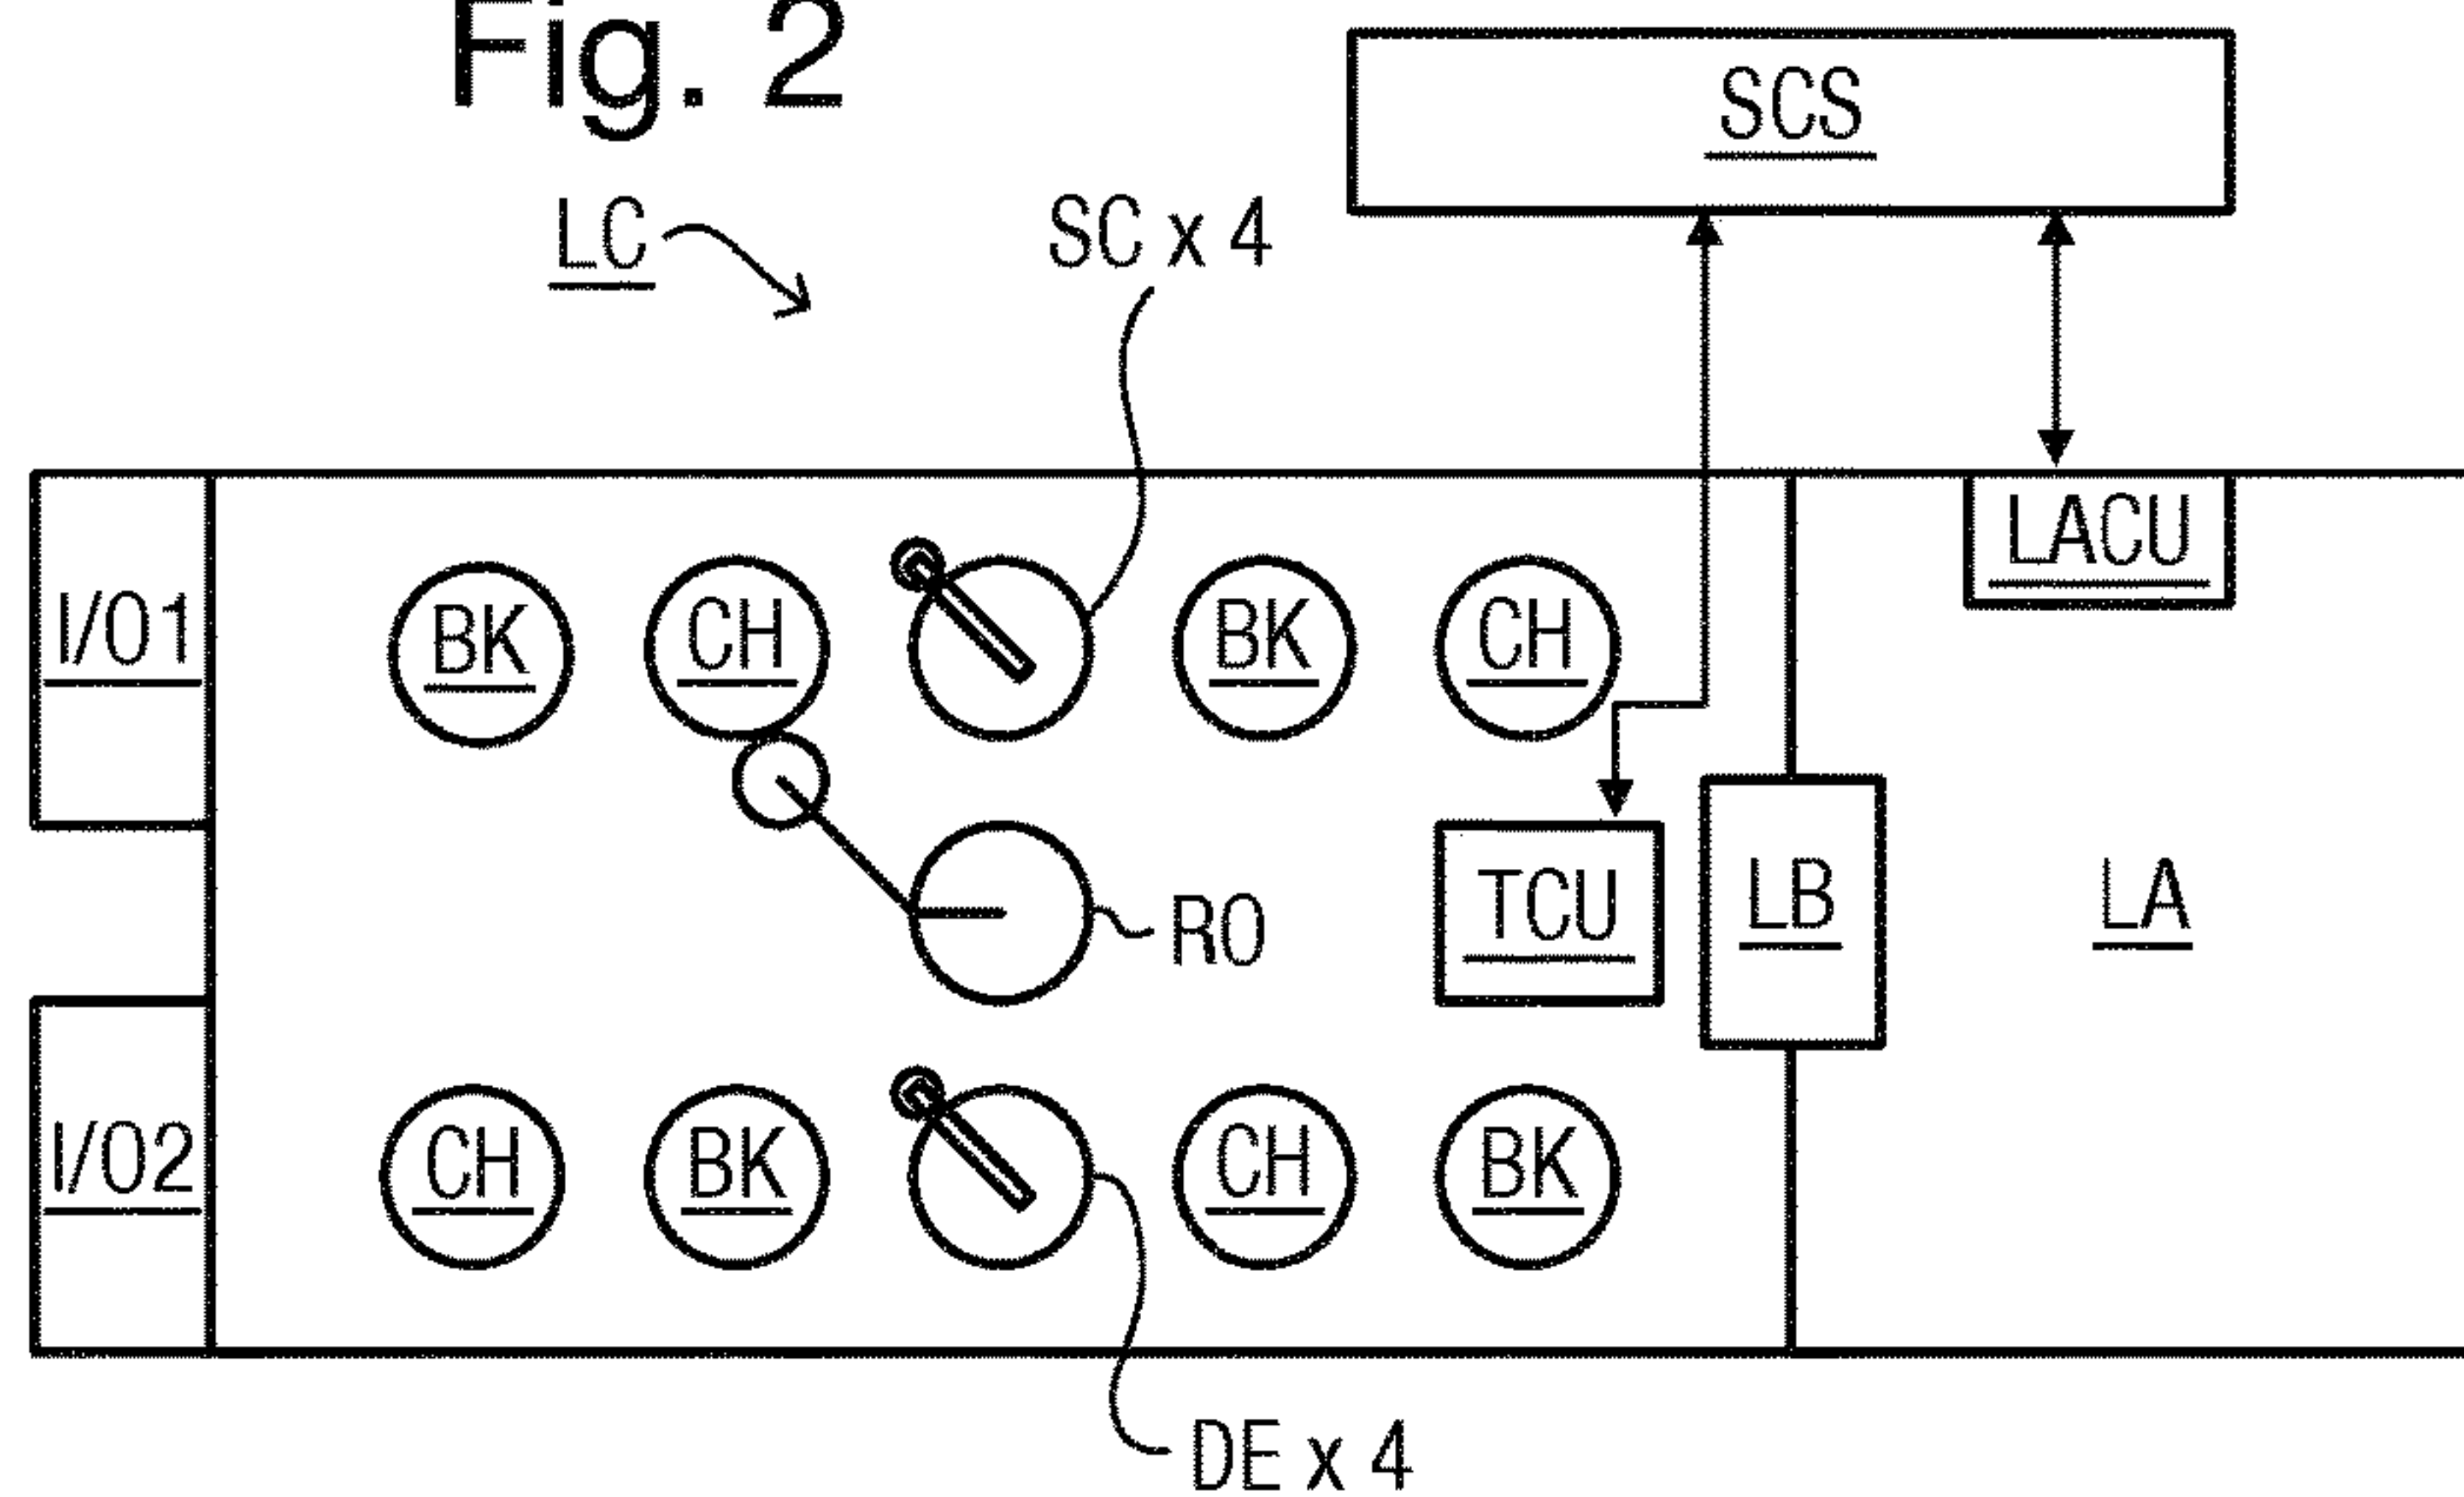 Fig. 2
SCS
LC
SC x 4
LACU
I/O1
BK
CH
BK
CH
TCU
LB
LA
RO
I/O2
CH
BK
CH
BK
DE x 4